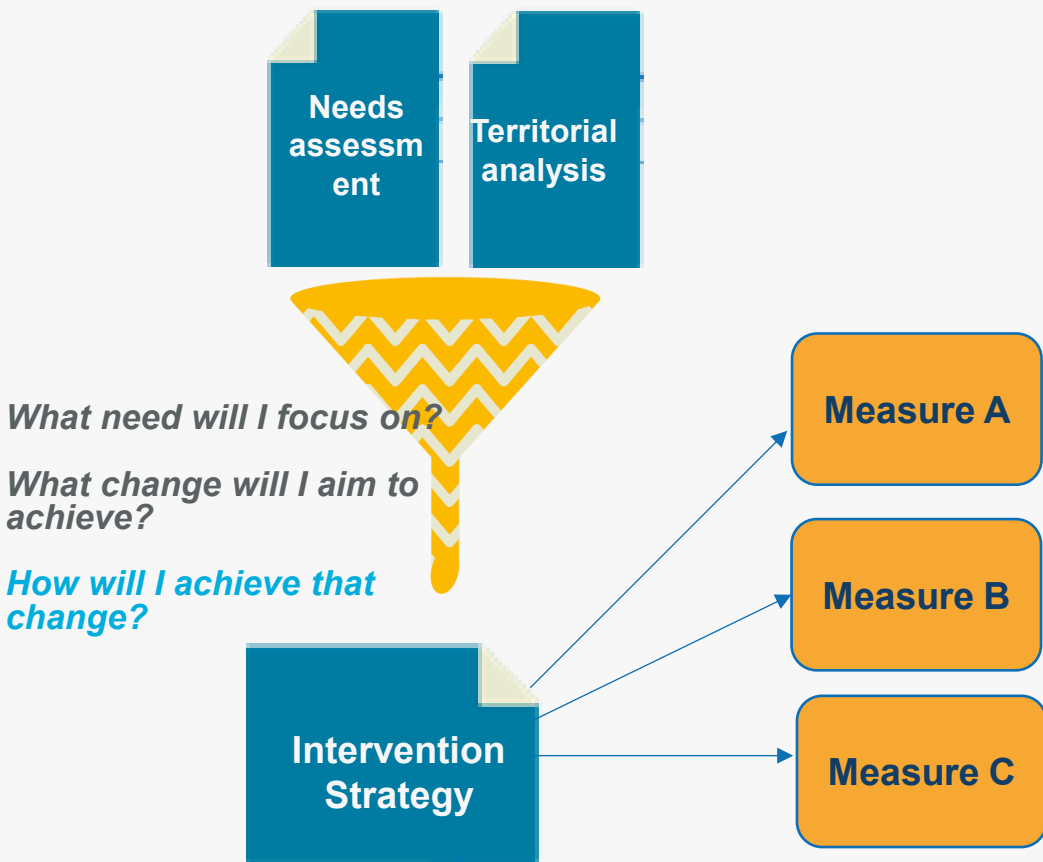 Needs
assessm
ent
Territorial
analysis
What need will I focus on?
What change will I aim to
achieve?
How will I achieve that
change?
Measure A
Measure B
Measure C
Intervention
Strategy